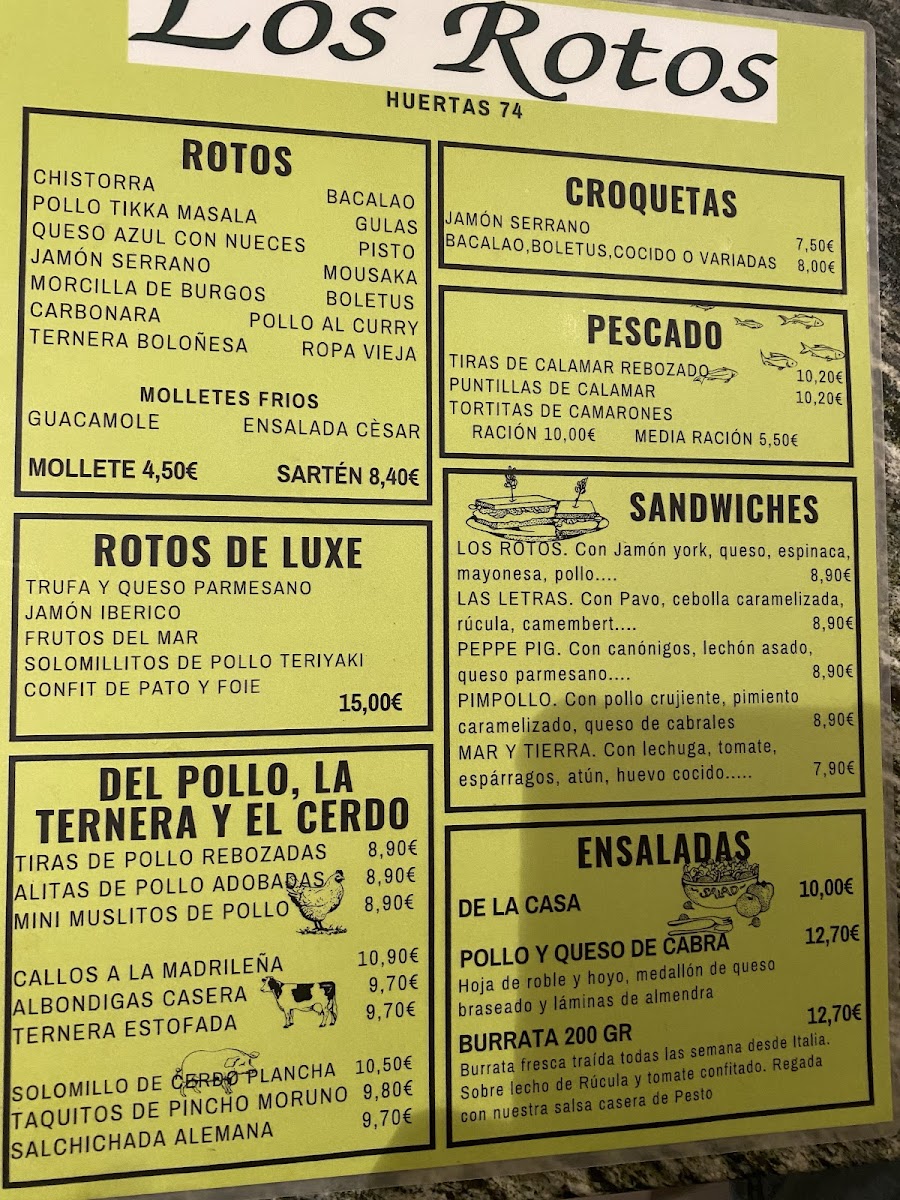 Los Rotos
HUERTAS 74
ROTOS
CHISTORRA
POLLO TIKKA MASALA
QUESO AZUL CON NUECES
JAMÓN SERRANO
MORCILLA DE BURGOS
CARBONARA
TERNERA BOLOÑESA
BACALAO
GULAS
PISTO
MOUSAKA
BOLETUS
POLLO AL CURRY
ROPA VIEJA
MOLLETES FRIOS
GUACAMOLE ENSALADA CÈSAR
MOLLETE 4,50€ SARTÉN 8,40€
ROTOS DE LUXE
TRUFA Y QUESO PARMESANO
JAMÓN IBERICO
FRUTOS DEL MAR
SOLOMILLITOS DE POLLO TERIYAKI
CONFIT DE PATO Y FOIE
15,00€
DEL POLLO, LA
TERNERA Y EL CERDO
TIRAS DE POLLO REBOZADAS 8,90€
ALITAS DE POLLO ADOBADAS 8,90€
MINI MUSLITOS DE POLLO 8,90€
CALLOS A LA MADRILEÑA 10,90€
ALBONDIGAS CASERA 9,70€
TERNERA ESTOFADA 9,70€
SOLOMILLO DE CERDO PLANCHA 10,50€
TAQUITOS DE PINCHO MORUNO 9,80€
SALCHICHADA ALEMANA 9,70€
CROQUETAS
JAMÓN SERRANO 7,50€
BACALAO,BOLETUS,COCIDO O VARIADAS 8,00€
PESCADO
TIRAS DE CALAMAR REBOZADO 10,20€
PUNTILLAS DE CALAMAR 10,20€
TORTITAS DE CAMARONES
RACIÓN 10,00€ MEDIA RACIÓN 5,50€
SANDWICHES
LOS ROTOS. Con Jamón york, queso, espinaca,
mayonesa, pollo.... 8,90€
LAS LETRAS. Con Pavo, cebolla caramelizada,
rúcula, camembert.... 8,90€
PEPPE PIG. Con canónigos, lechón asado,
queso parmesano.... 8,90€
PIMPOLLO. Con pollo crujiente, pimiento
caramelizado, queso de cabrales 8,90€
MAR Y TIERRA. Con lechuga, tomate,
espárragos, atún, huevo cocido..... 7,90€
ENSALADAS
SALAD
DE LA CASA 10,00€
POLLO Y QUESO DE CABRA 12,70€
Hoja de roble y hoyo, medallón de queso
braseado y láminas de almendra
BURRATA 200 GR 12,70€
Burrata fresca traída todas las semana desde Italia.
Sobre lecho de Rúcula y tomate confitado. Regada
con nuestra salsa casera de Pesto